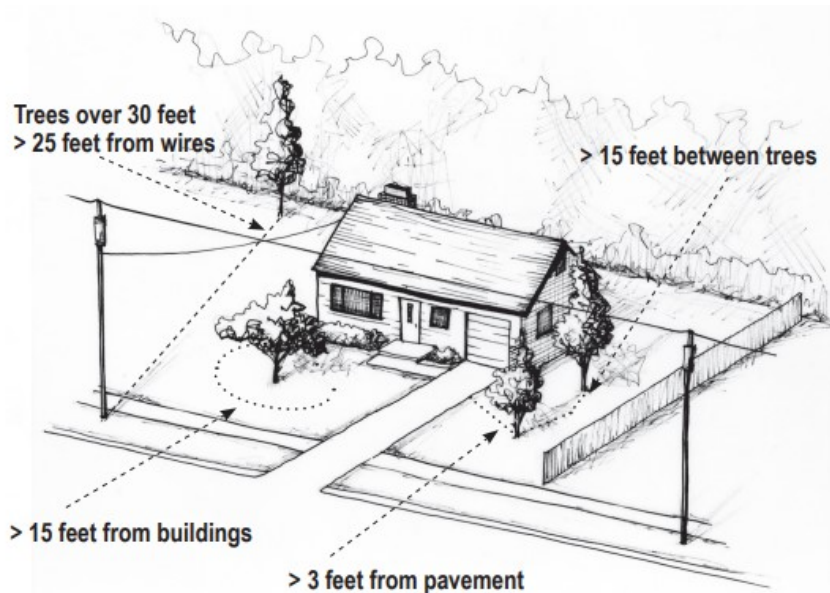 Trees over 30 feet
> 25 feet from wires
> 15 feet between trees
> 15 feet from buildings
> 3 feet from pavement